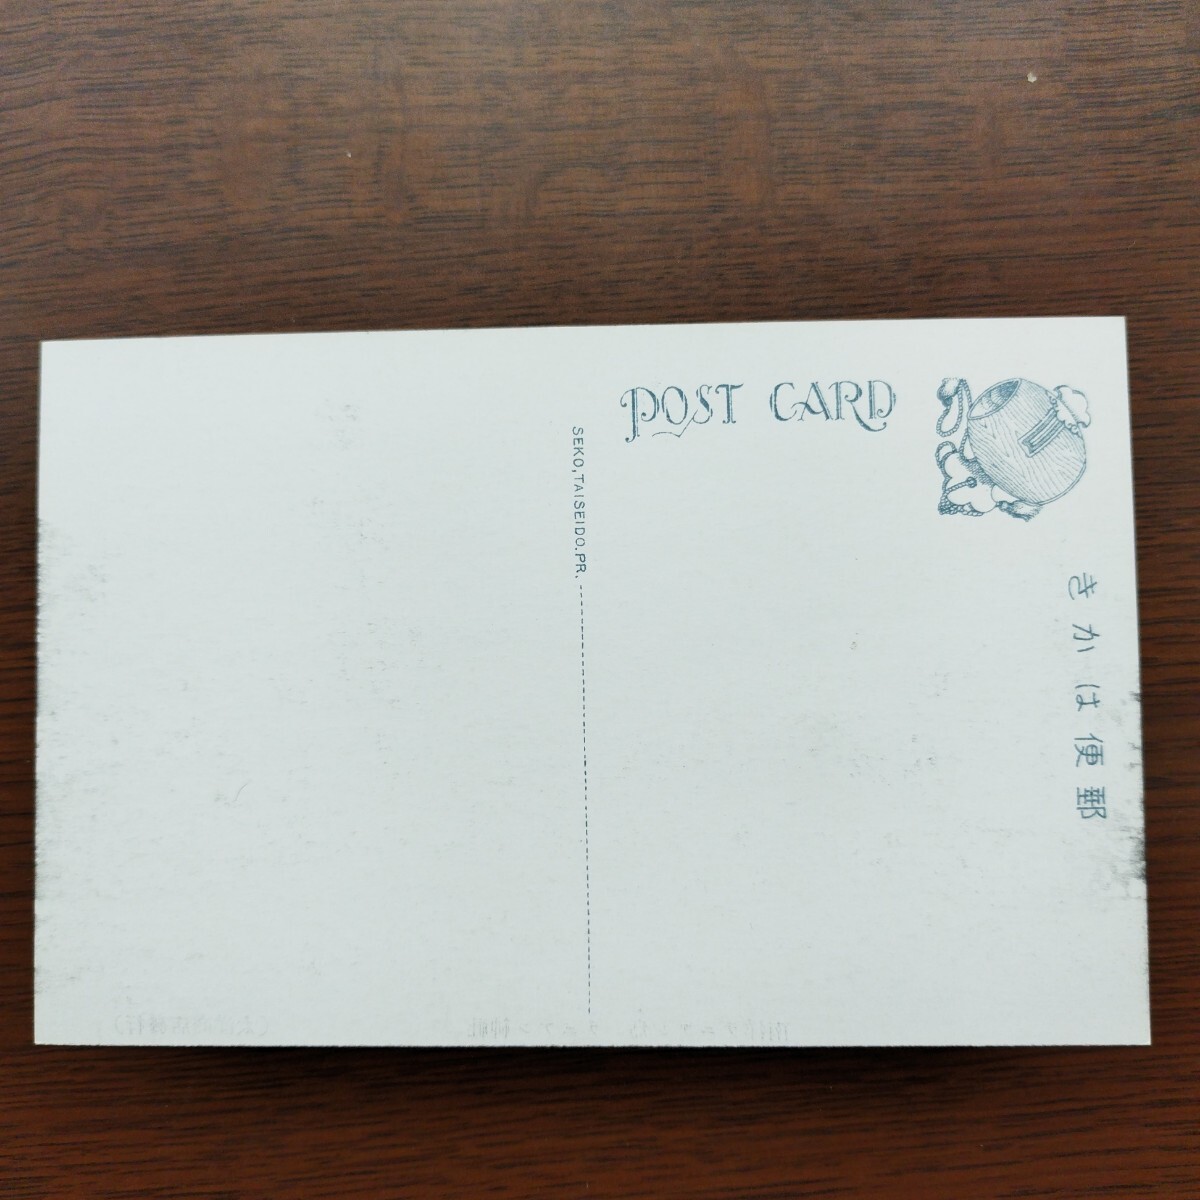 POST CARD
SEKO,TAISEIDO.PR.
きかは便郵